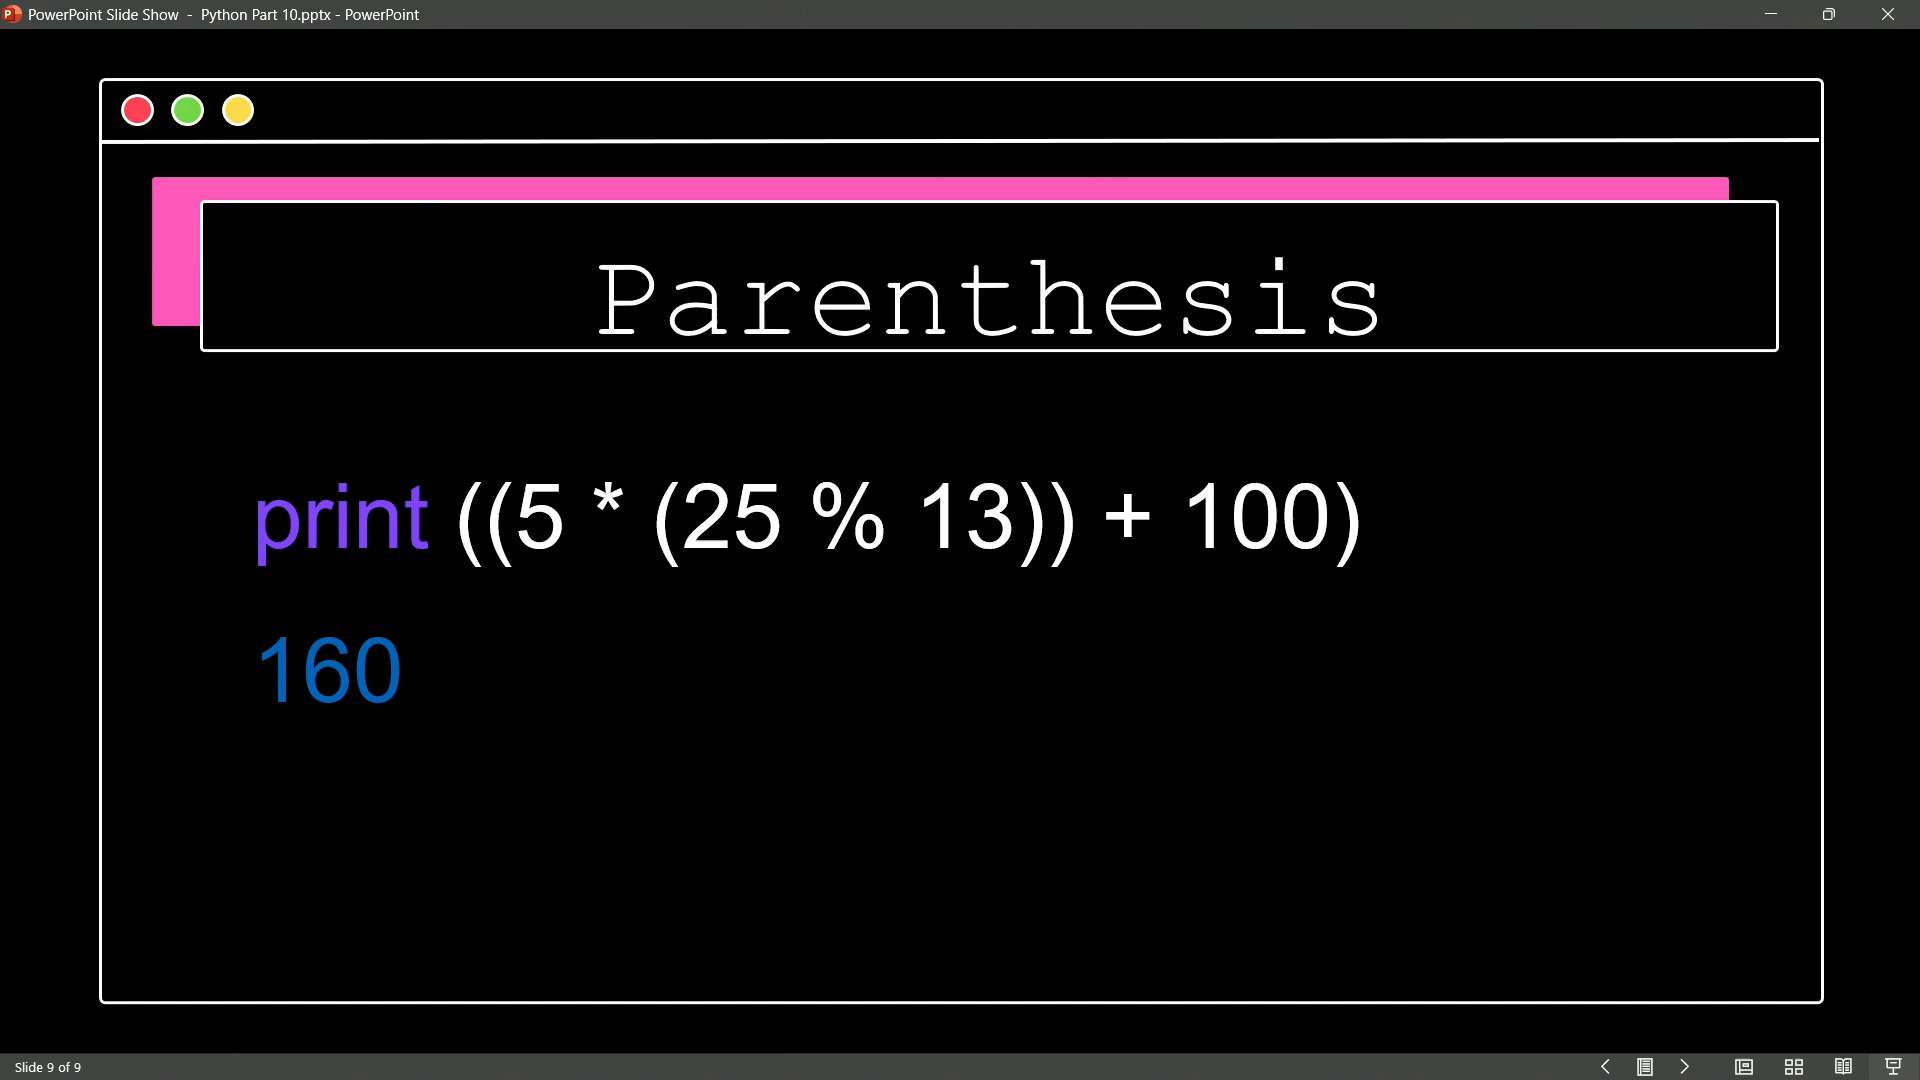 PowerPoint Slide Show - Python Part 10.pptx - PowerPoint
Parenthesis
print ((5 * (25 % 13)) + 100)
160
Slide 9 of 9